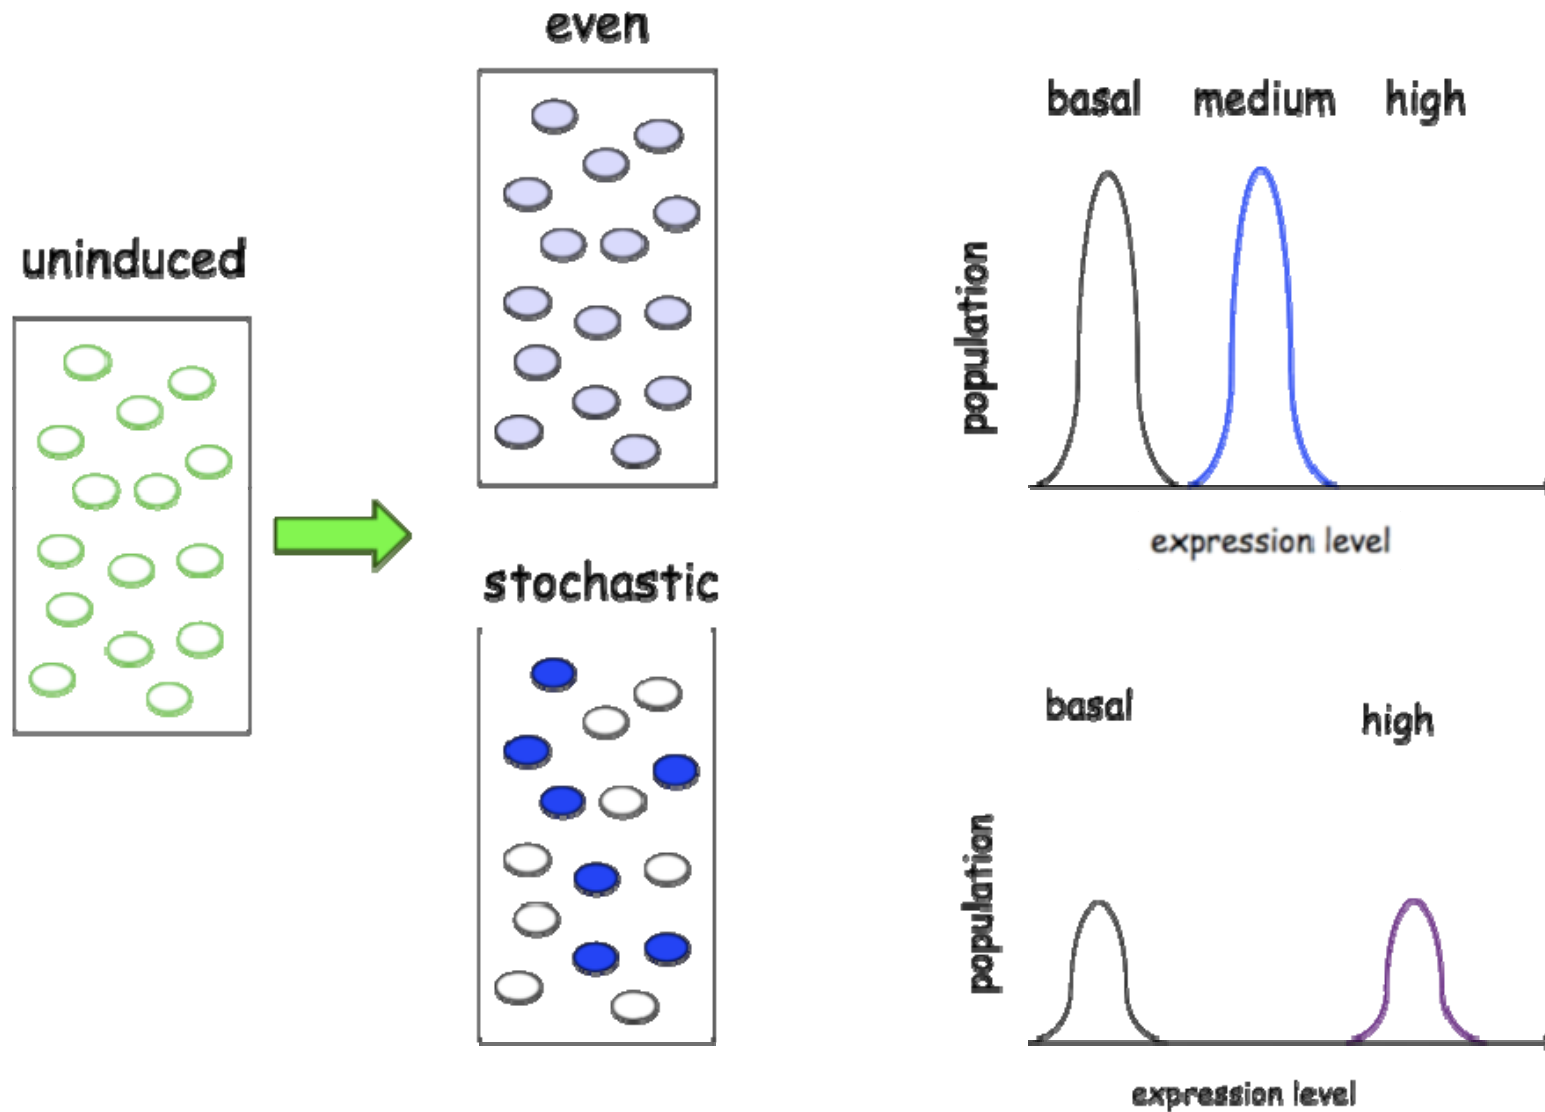 even
basal medium high
uninduced
population
expression level
stochastic
basal
high
population
expression level